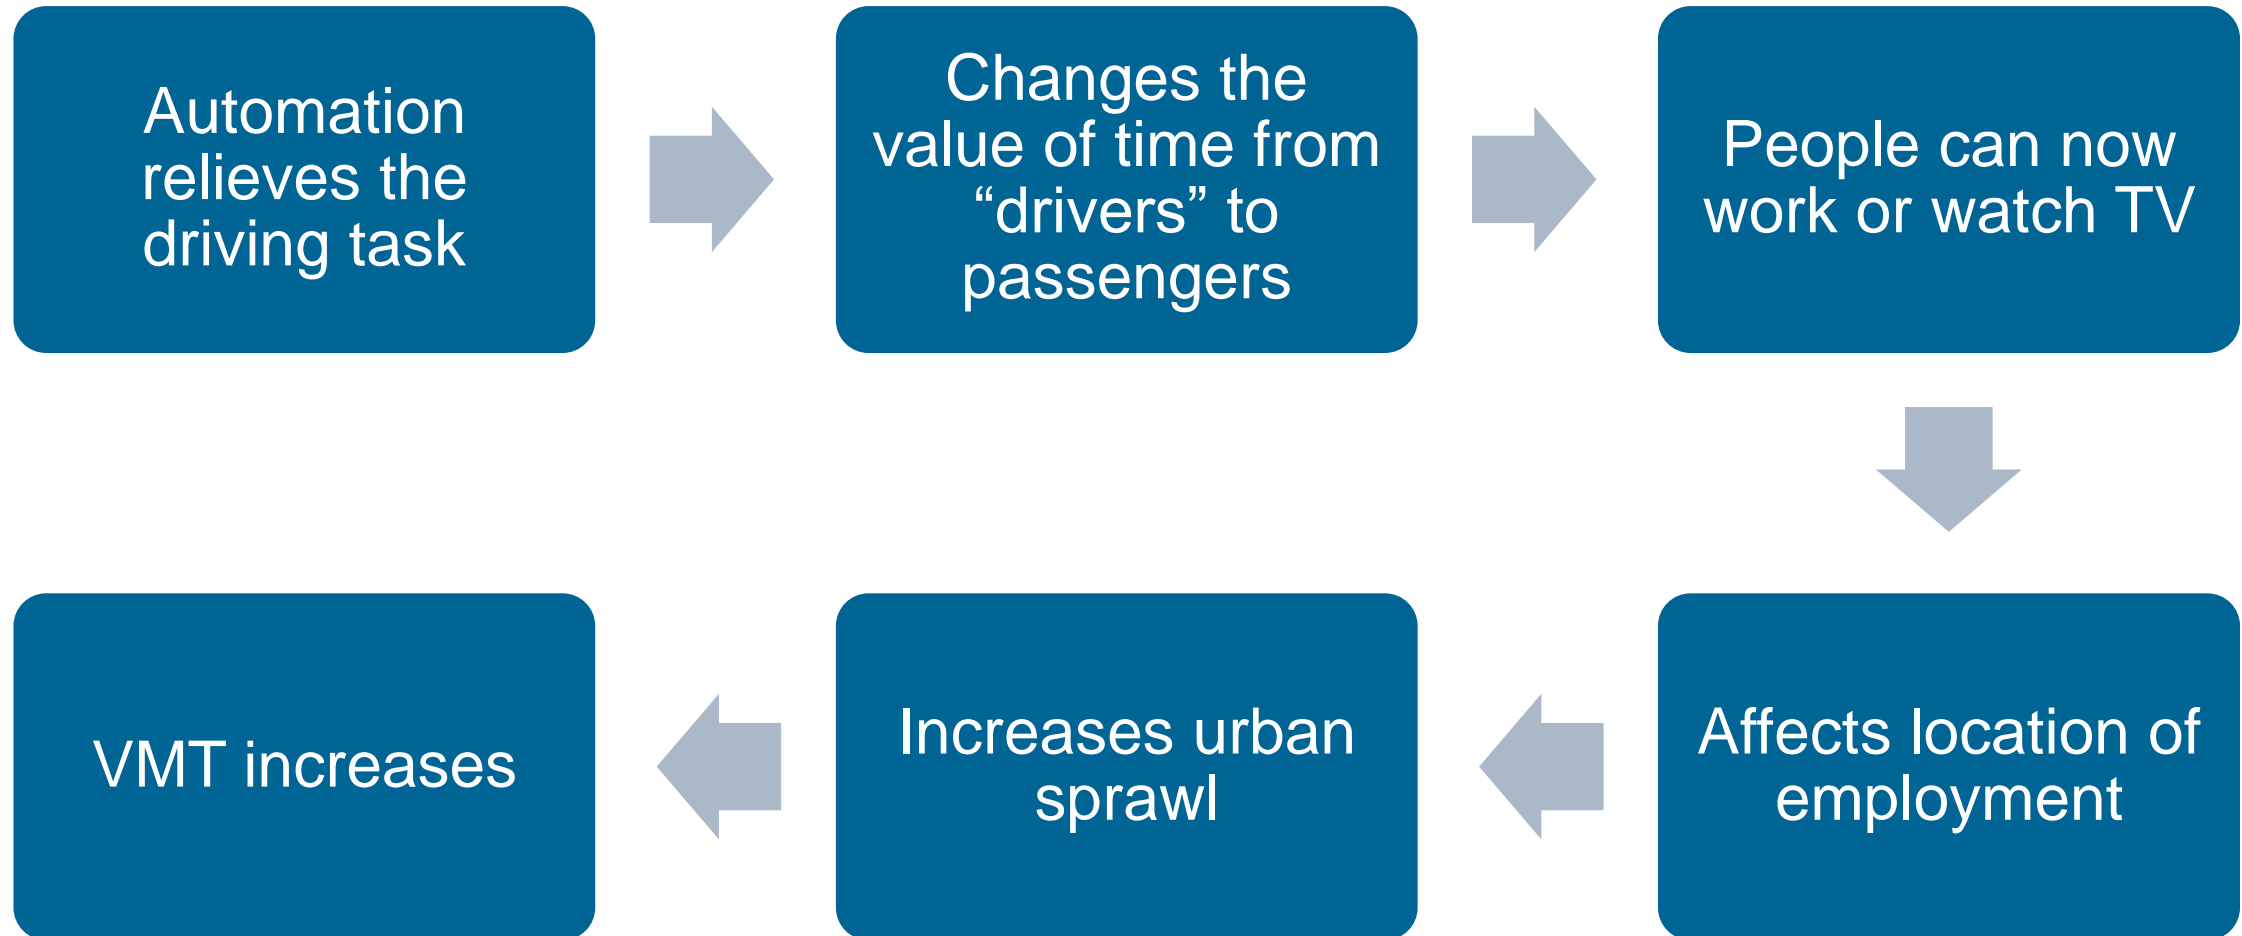 Automation
relieves the
driving task
Changes the
value of time from
“drivers” to
passengers
People can now
work or watch TV
Affects location of
employment
Increases urban
sprawl
VMT increases